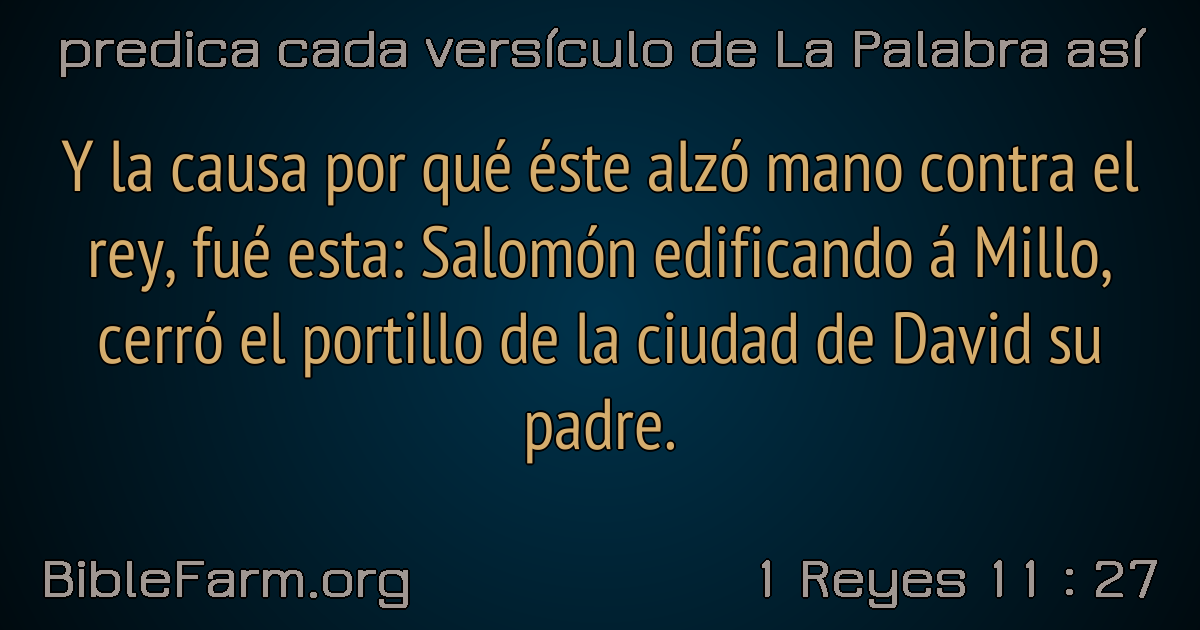 predica cada versículo de La Palabra así
Y la causa por qué éste alzó mano contra el
rey, fué esta: Salomón edificando á Millo,
cerró el portillo de la ciudad de David su
padre.
BibleFarm.org
1 Reyes 11 : 27